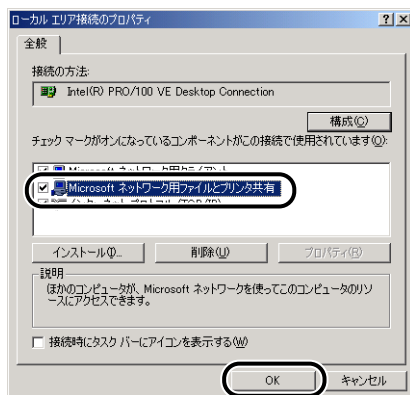 ローカル エリア接続のプロパティ
全般
接続の方法:
Intel(R) PRO/100 VE Desktop Connection
構成(C)
チェック マークがオンになっているコンポーネントがこの接続で使用されています(O):
Microsoft ネットワーク用ファイルとプリンタ共有
インストール(I)...
削除(U)
プロパティ(R)
説明
ほかのコンピュータが、Microsoft ネットワークを使ってこのコンピュータのリソ
ースにアクセスできます。
接続時にタスク バーにアイコンを表示する(W)
OK
キャンセル